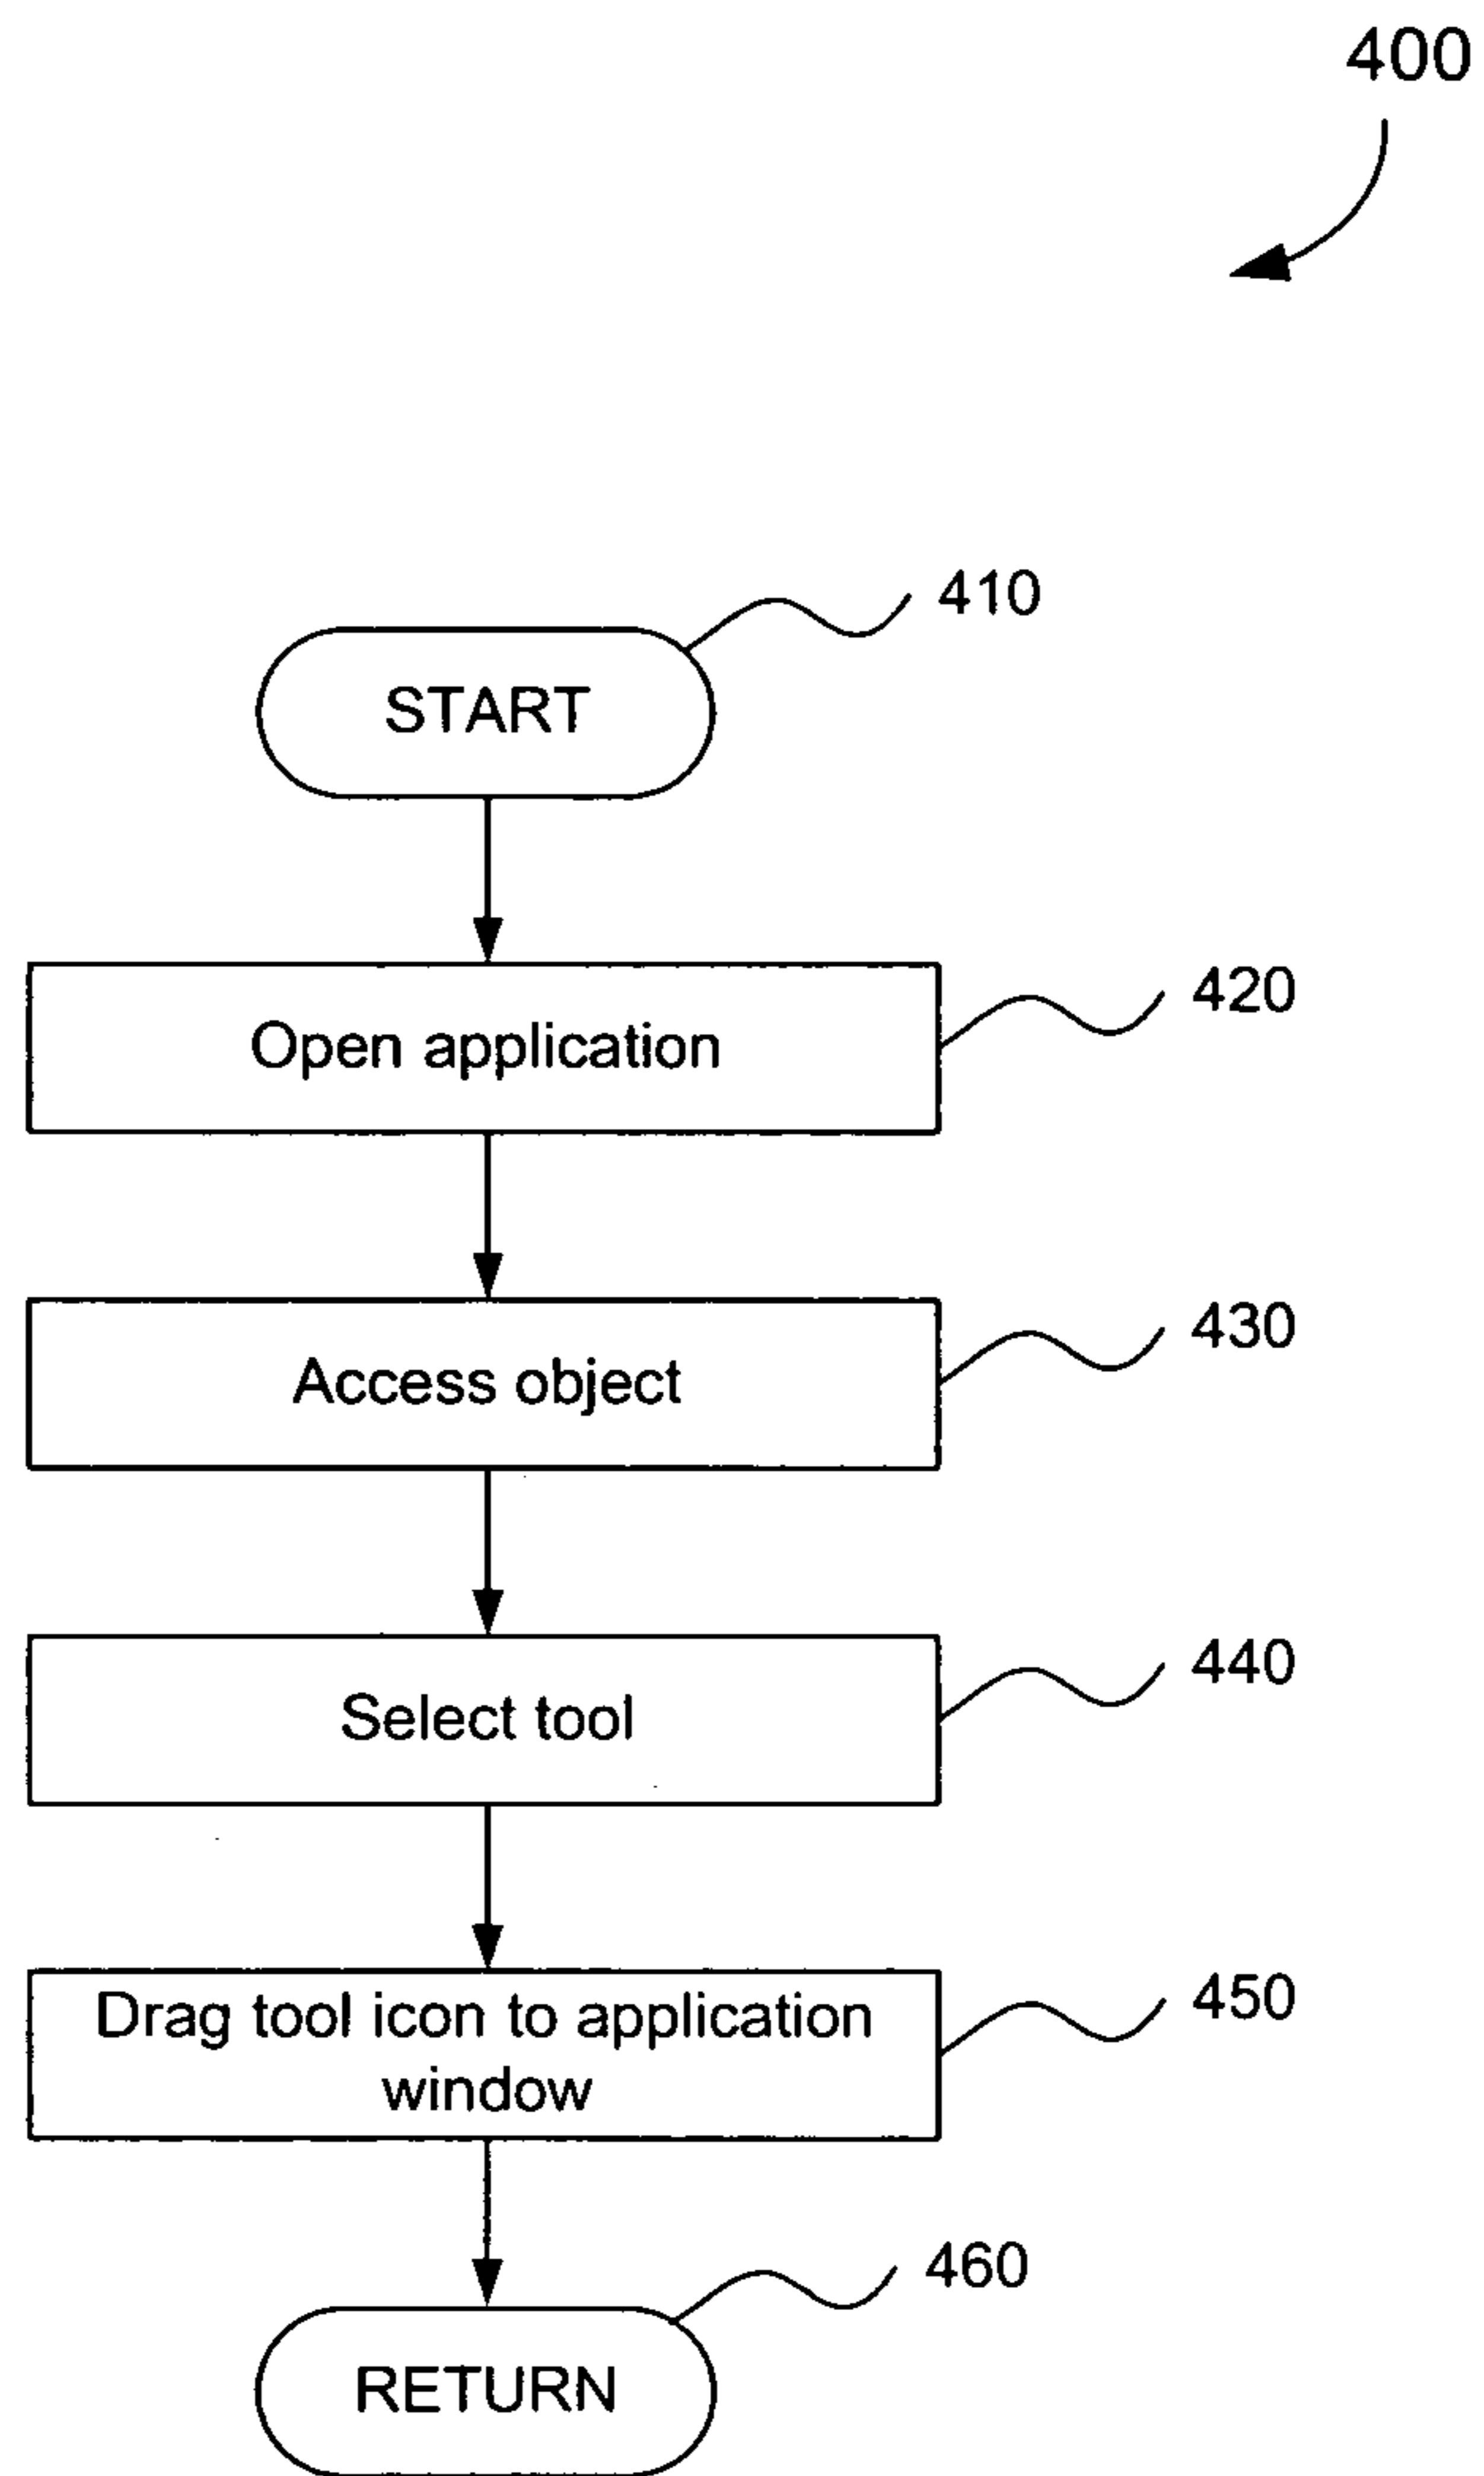 400
410
START
420
Open application
430
Access object
440
Select tool
450
Drag tool icon to application
window
460
RETURN